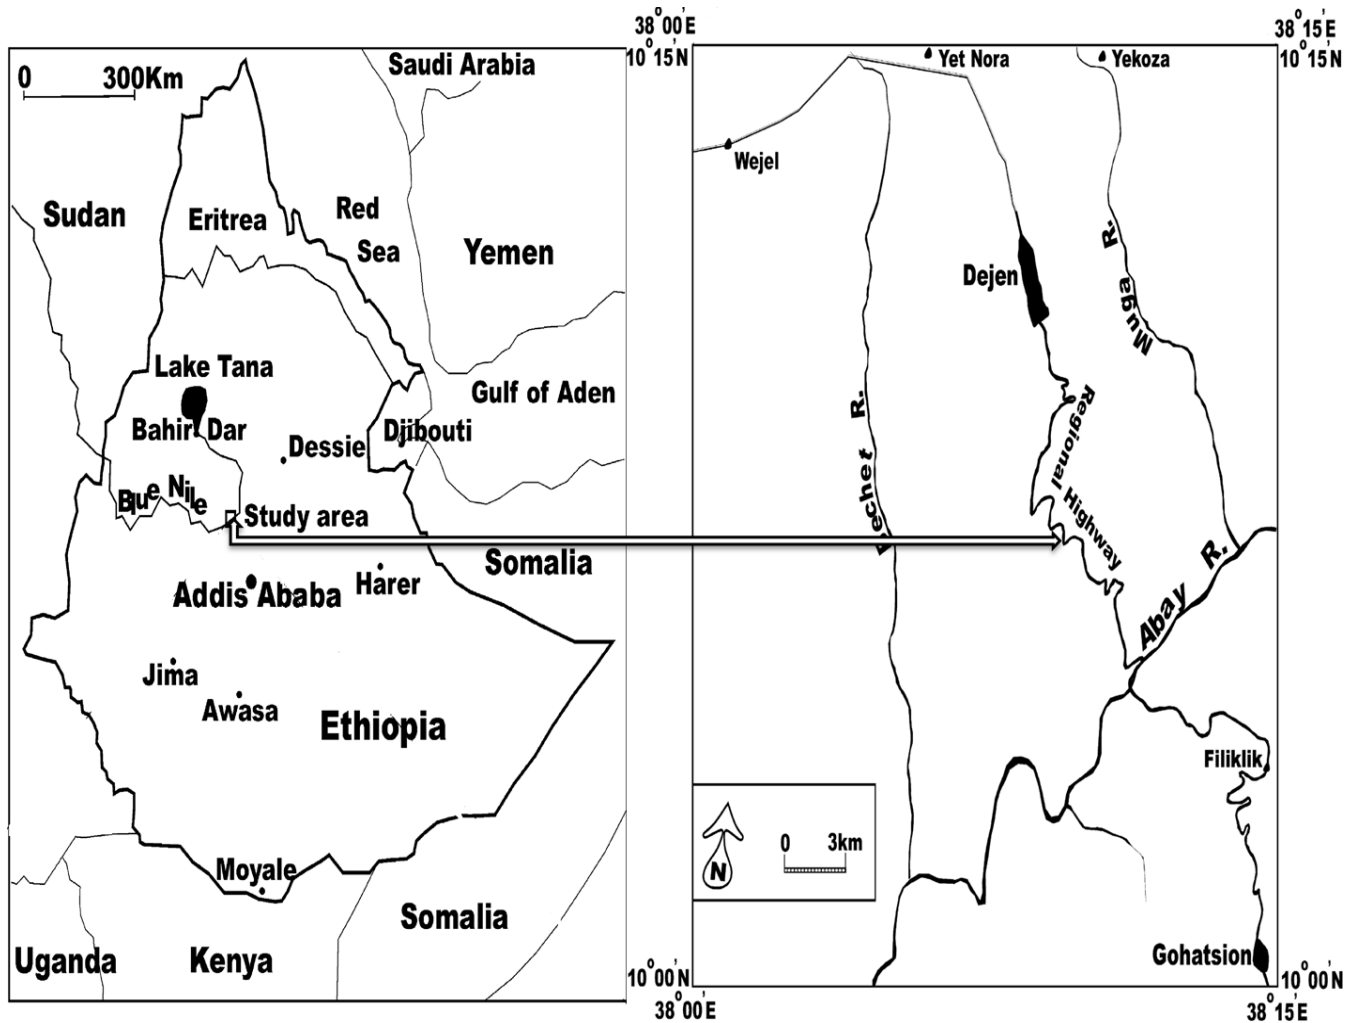 0 300Km
Saudi Arabia
Sudan
Eritrea
Red
Sea
Yemen
Lake Tana
Gulf of Aden
Bahir Dar
Dessie
Djibouti
Blue Nile
Study area
Somalia
Harer
Addis Ababa
Jima
Awasa
Ethiopia
Moyale
Somalia
Uganda
Kenya
38°00'E
10°15'N
38°15'E
10°15'N
Yet Nora
Yekoza
Wejel
Muga R.
Dejen
Regional Highway
Bechet R.
Abay R.
Filiklik
0 3km
N
Gohatsion
10°00'N
38°00'E
10°00'N
38°15'E